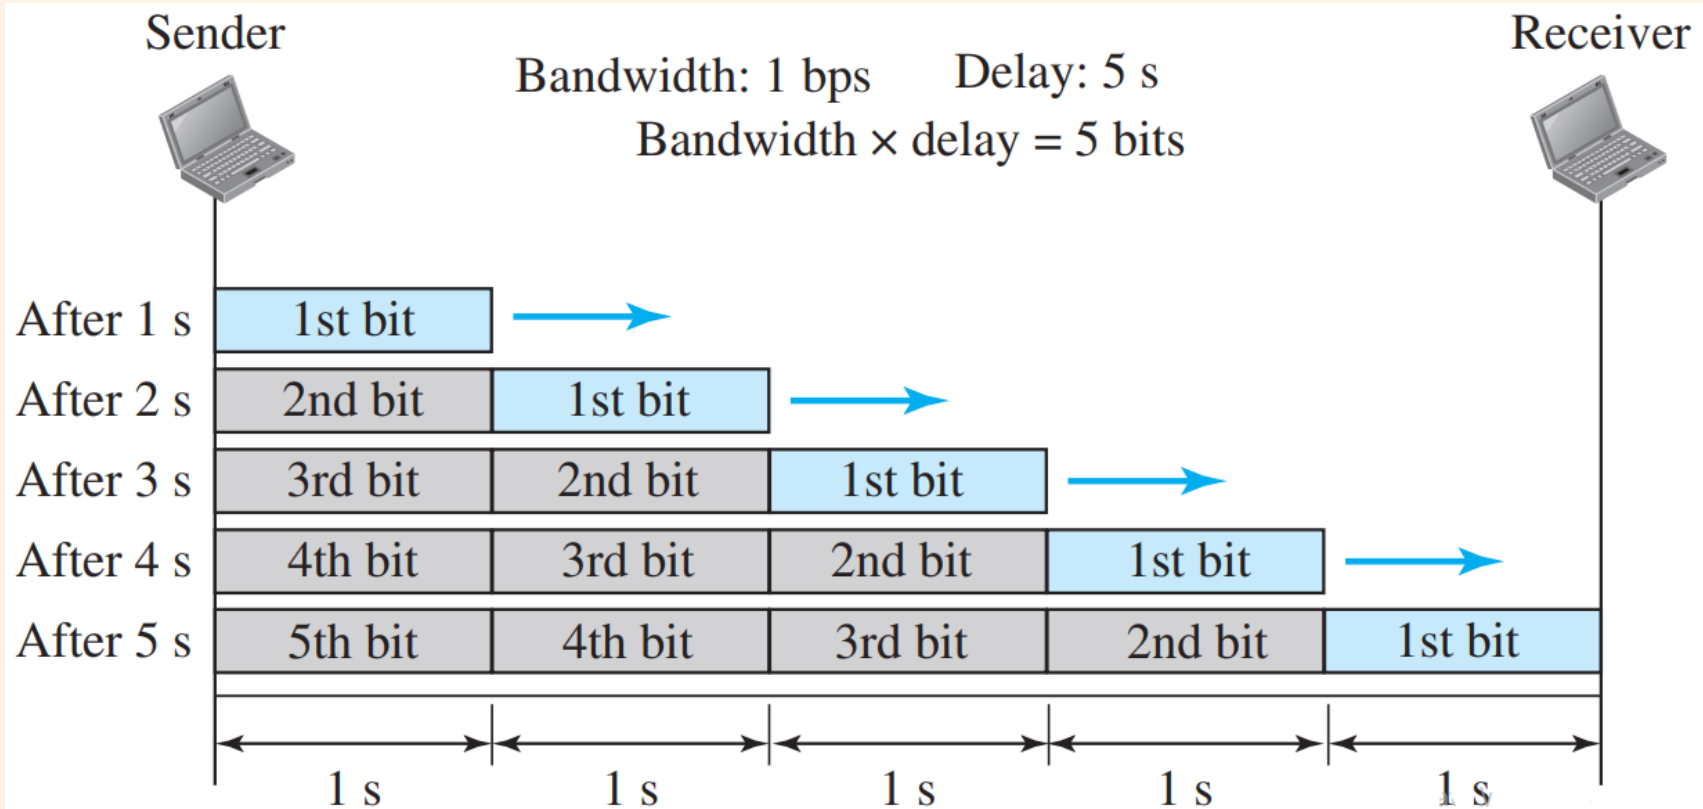 Sender
Receiver
Bandwidth: 1 bps Delay: 5 s
Bandwidth × delay = 5 bits
After 1 s 1st bit
After 2 s 2nd bit 1st bit
After 3 s 3rd bit 2nd bit 1st bit
After 4 s 4th bit 3rd bit 2nd bit 1st bit
After 5 s 5th bit 4th bit 3rd bit 2nd bit 1st bit
1 s 1 s 1 s 1 s 1 s